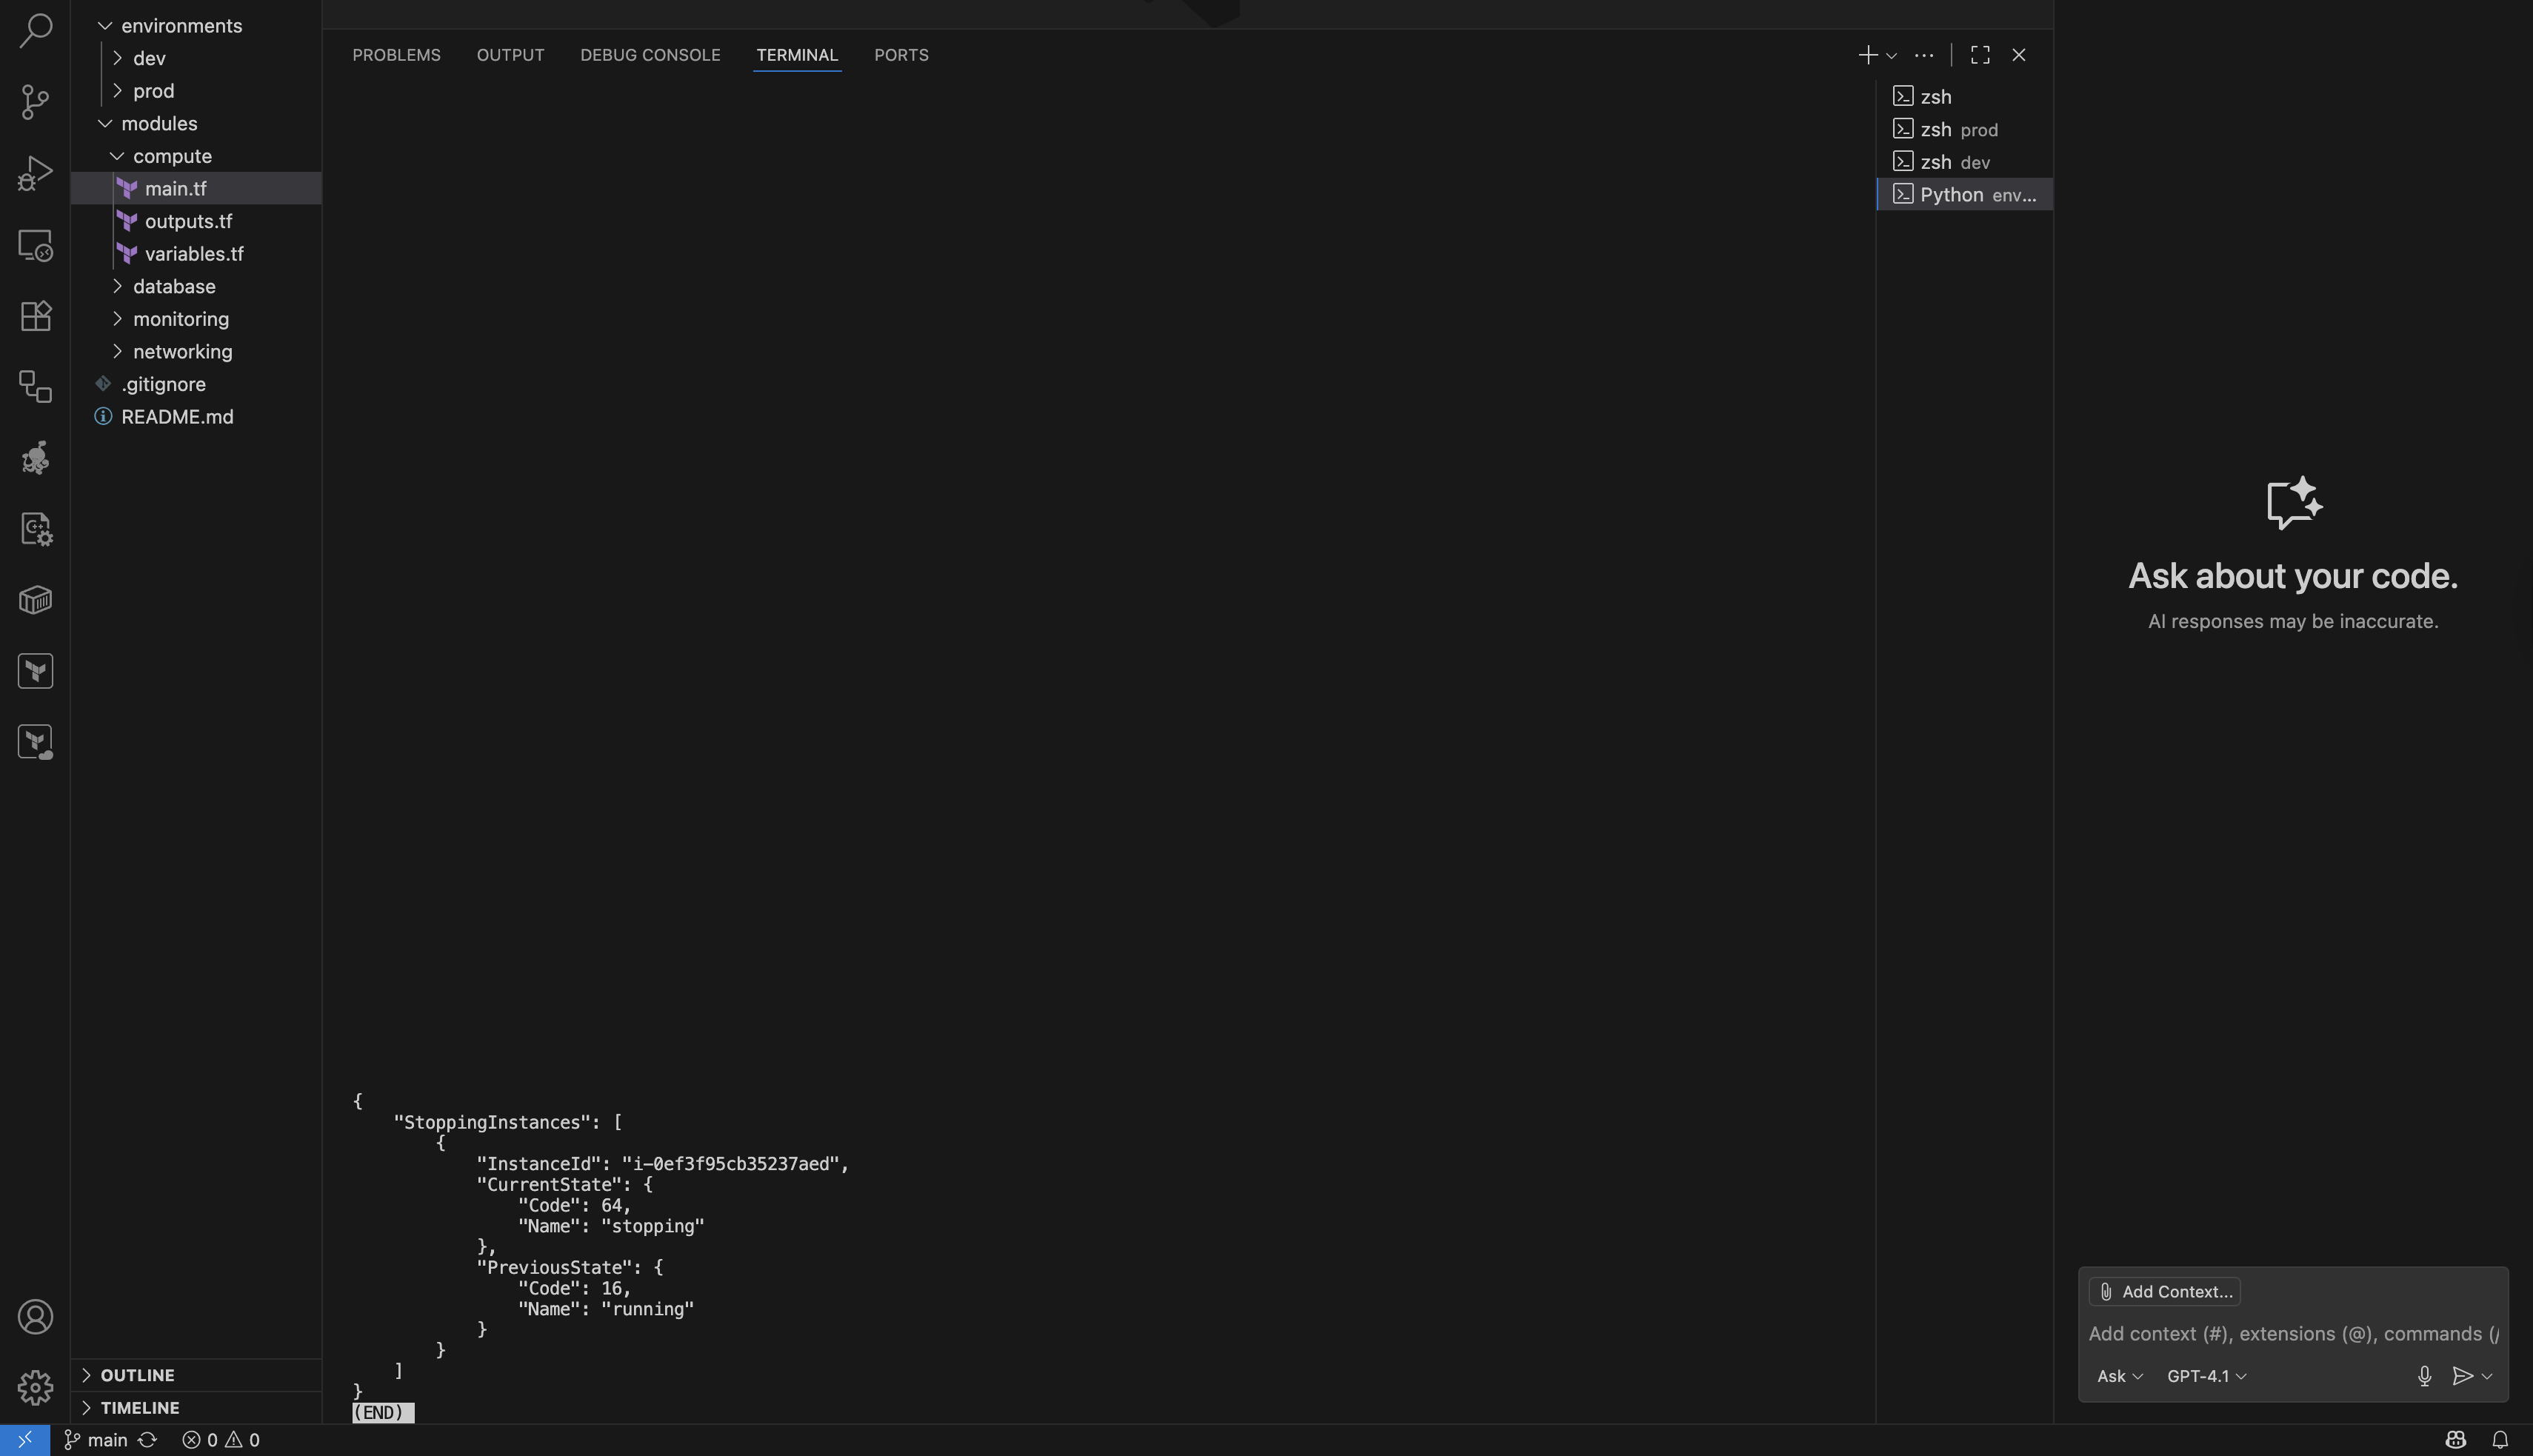 environments
dev
prod
modules
compute
main.tf
outputs.tf
variables.tf
database
monitoring
networking
.gitignore
README.md
OUTLINE
TIMELINE
PROBLEMS OUTPUT DEBUG CONSOLE TERMINAL PORTS
{
    "StoppingInstances": [
        {
            "InstanceId": "i-0ef3f95cb35237aed",
            "CurrentState": {
                "Code": 64,
                "Name": "stopping"
            },
            "PreviousState": {
                "Code": 16,
                "Name": "running"
            }
        }
    ]
}
(END)
zsh
zsh prod
zsh dev
Python env...
Ask about your code.
AI responses may be inaccurate.
Add Context...
Add context (#), extensions (@), commands (/
Ask GPT-4.1
main 0 0